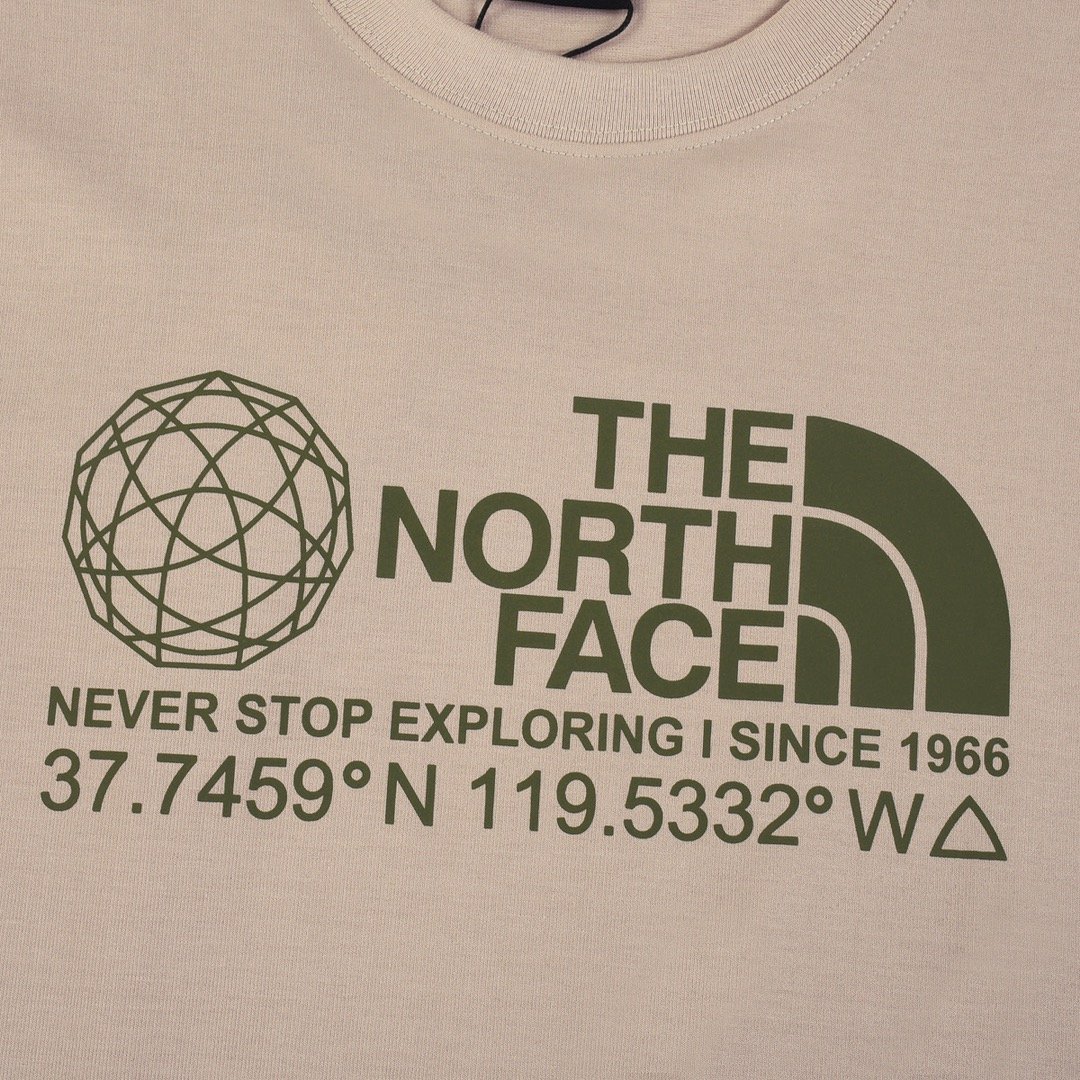 THE
NORTH
FACE
NEVER STOP EXPLORING I SINCE 1966
37.7459°N 119.5332°W